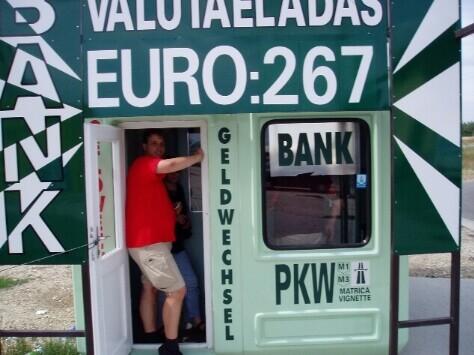 VALUTAELADAS
EURO:267
BANK
GELDWECHSEL
BANK
PKW
M1
M3
MATRICA
VIGNETTE